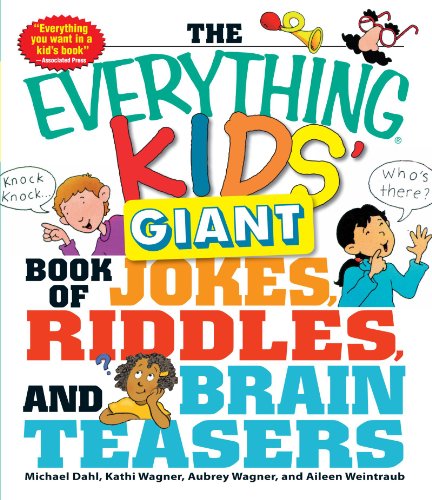 "Everything
you want in a
kid's book"
— Associated Press
THE
EVERYTHING®
KIDS'
GIANT
Knock
Knock...
Who's
there?
BOOK OF JOKES,
RIDDLES,
AND BRAIN
TEASERS
Michael Dahl, Kathi Wagner, Aubrey Wagner, and Aileen Weintraub